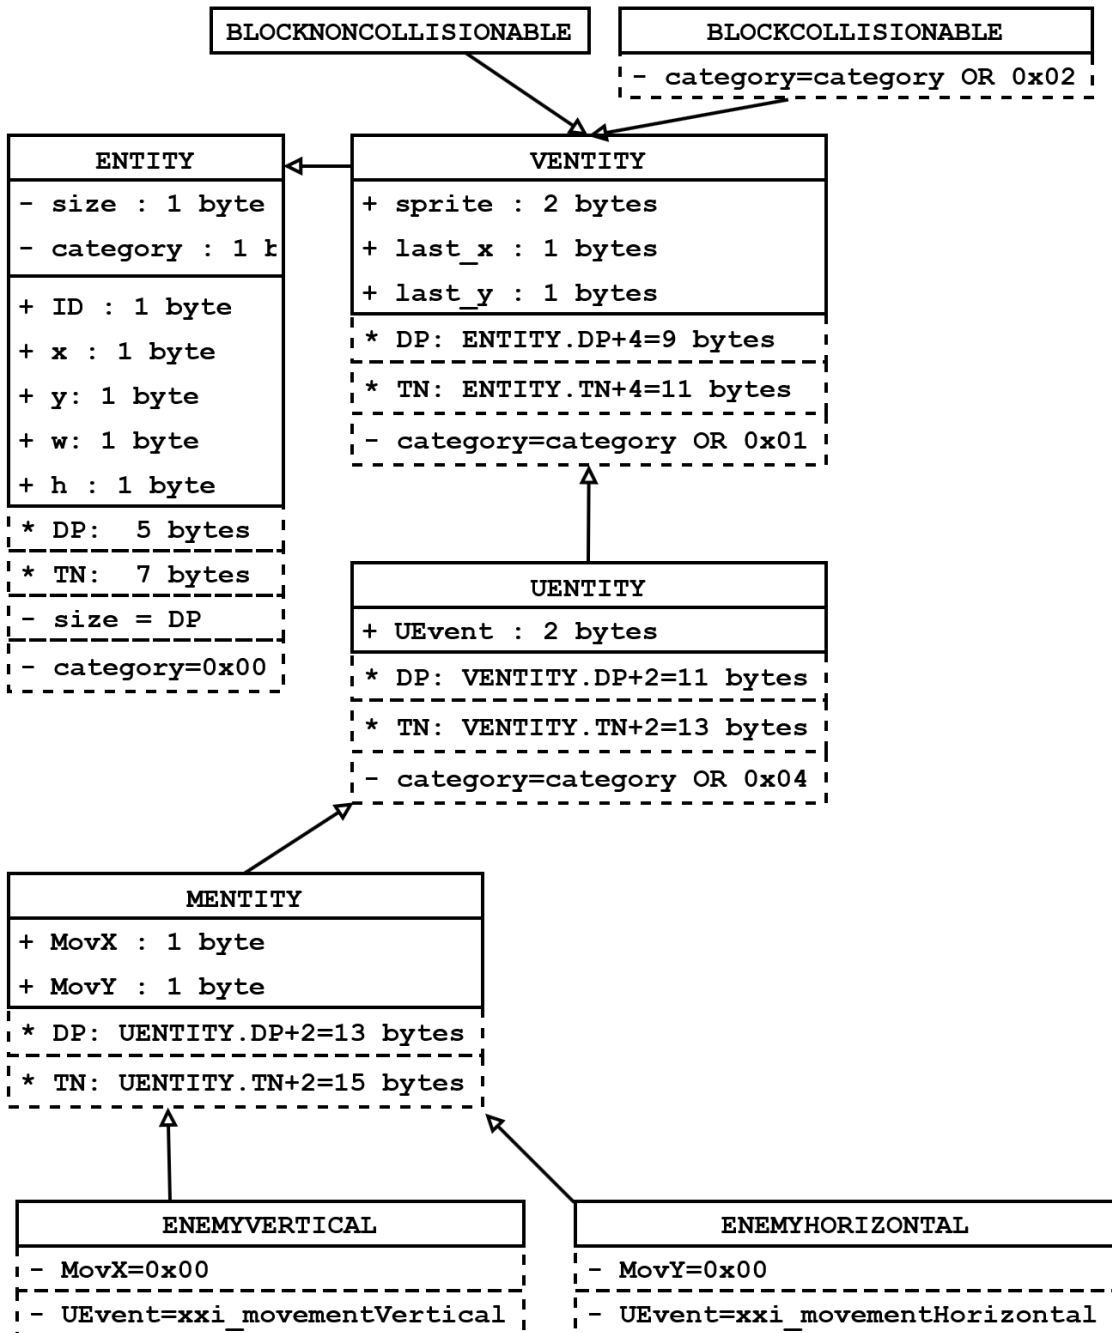 BLOCKNONCOLLISIONABLE
BLOCKCOLLISIONABLE
- category=category OR 0x02
ENTITY
- size : 1 byte
- category : 1 b
+ ID : 1 byte
+ x : 1 byte
+ y: 1 byte
+ w: 1 byte
+ h : 1 byte
* DP:  5 bytes
* TN:  7 bytes
- size = DP
- category=0x00
VENTITY
+ sprite : 2 bytes
+ last_x : 1 bytes
+ last_y : 1 bytes
* DP: ENTITY.DP+4=9 bytes
* TN: ENTITY.TN+4=11 bytes
- category=category OR 0x01
UENTITY
+ UEvent : 2 bytes
* DP: VENTITY.DP+2=11 bytes
* TN: VENTITY.TN+2=13 bytes
- category=category OR 0x04
MENTITY
+ MovX : 1 byte
+ MovY : 1 byte
* DP: UENTITY.DP+2=13 bytes
* TN: UENTITY.TN+2=15 bytes
ENEMYVERTICAL
- MovX=0x00
- UEvent=xxi_movementVertical
ENEMYHORIZONTAL
- MovY=0x00
- UEvent=xxi_movementHorizontal